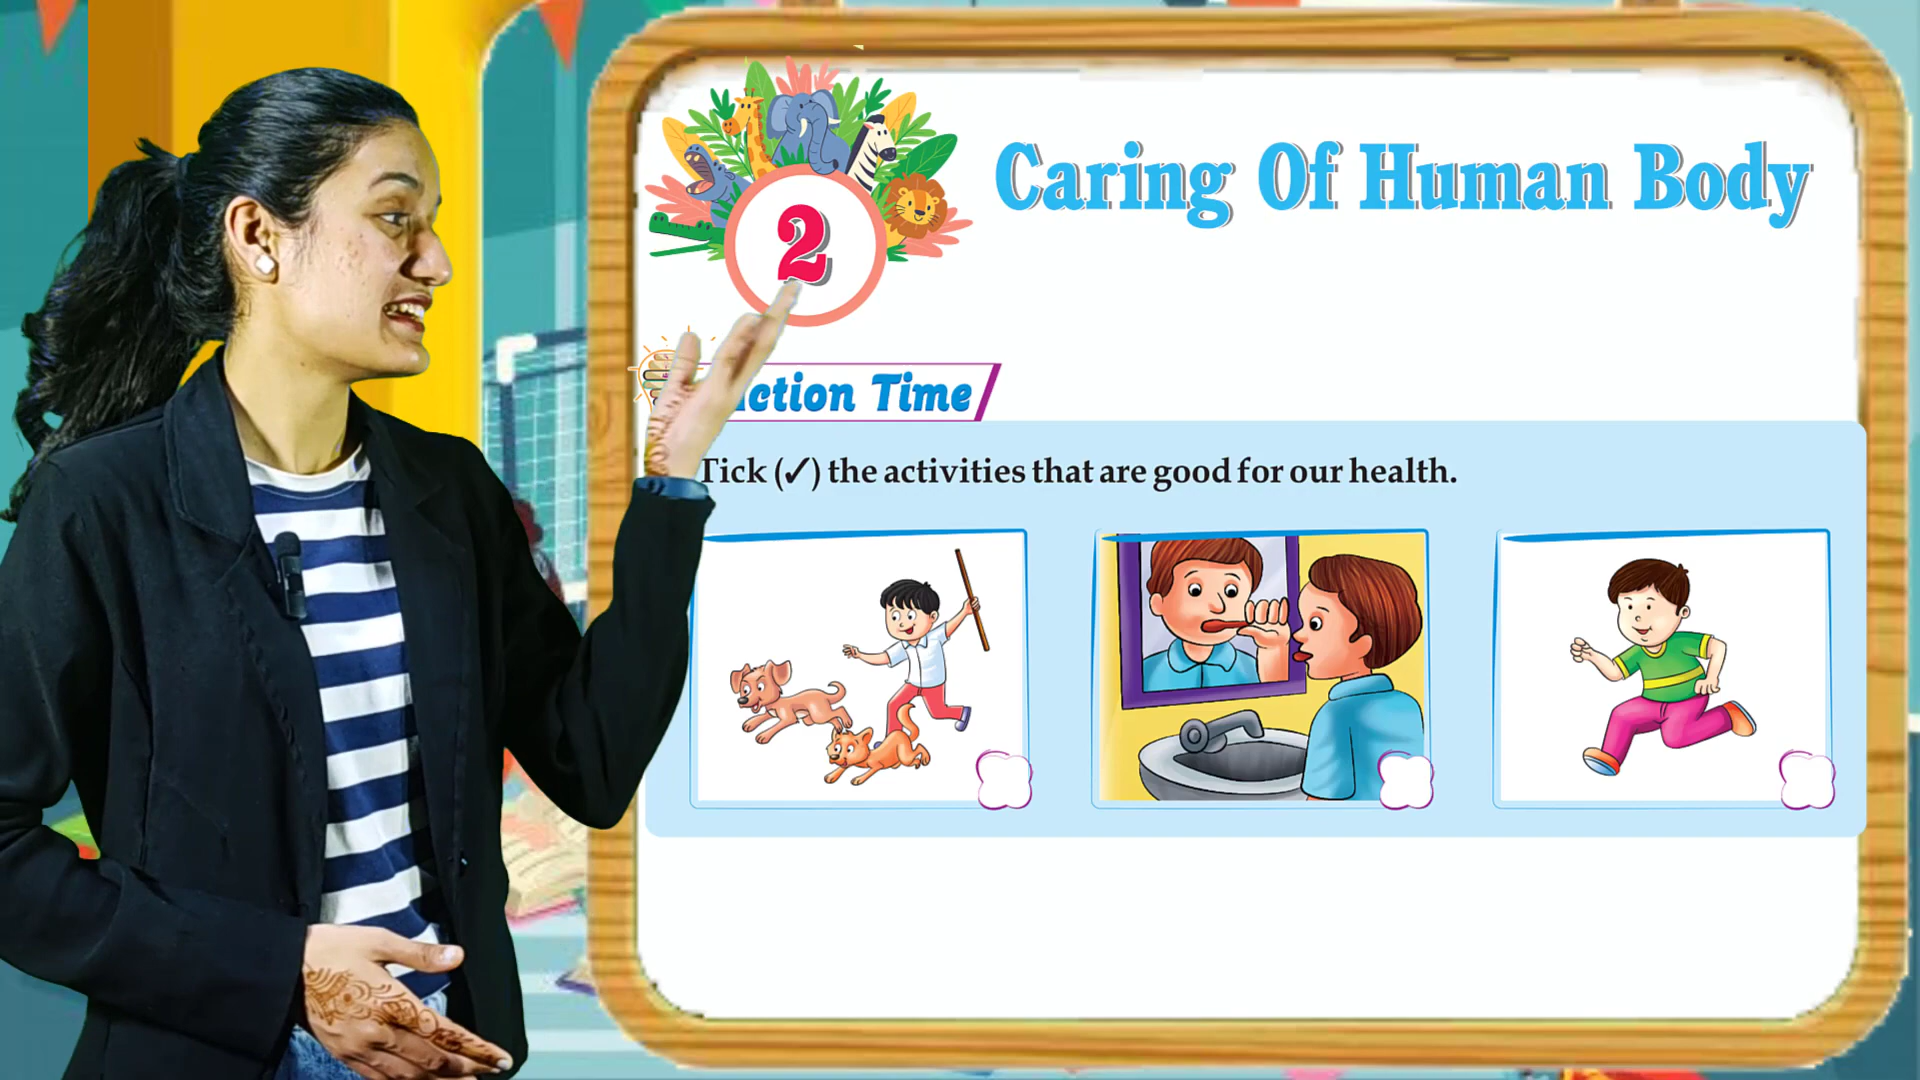 2
Caring Of Human Body
ction Time
Tick (✓) the activities that are good for our health.